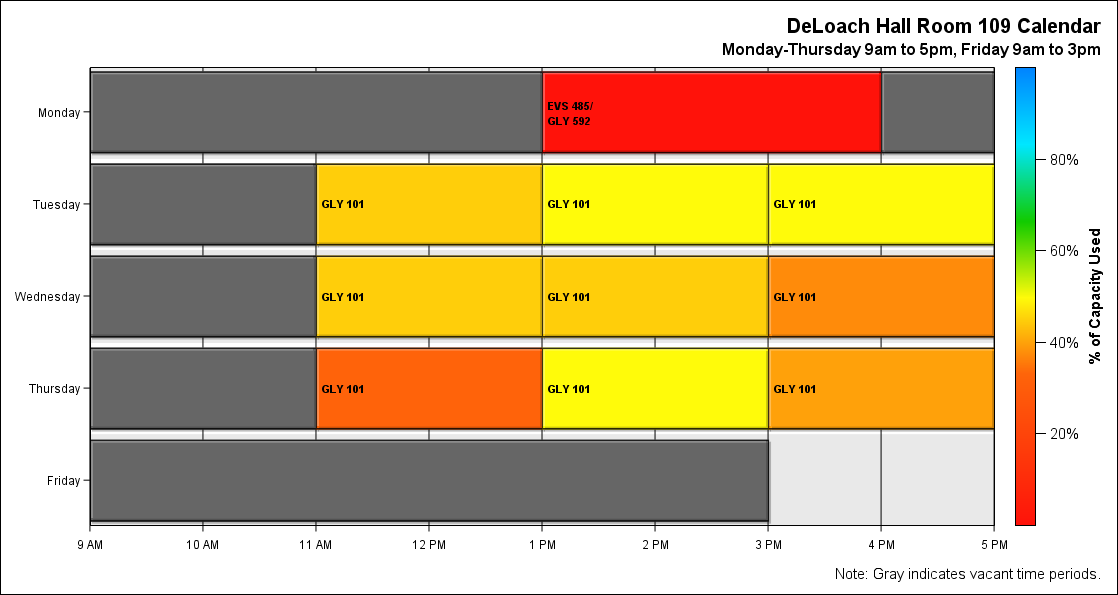 DeLoach Hall Room 109 Calendar
Monday-Thursday 9am to 5pm, Friday 9am to 3pm
Monday
EVS 485/
GLY 592
Tuesday
GLY 101
GLY 101
GLY 101
Wednesday
GLY 101
GLY 101
GLY 101
Thursday
GLY 101
GLY 101
GLY 101
Friday
9 AM
10 AM
11 AM
12 PM
1 PM
2 PM
3 PM
4 PM
5 PM
80%
60%
40%
20%
% of Capacity Used
Note: Gray indicates vacant time periods.